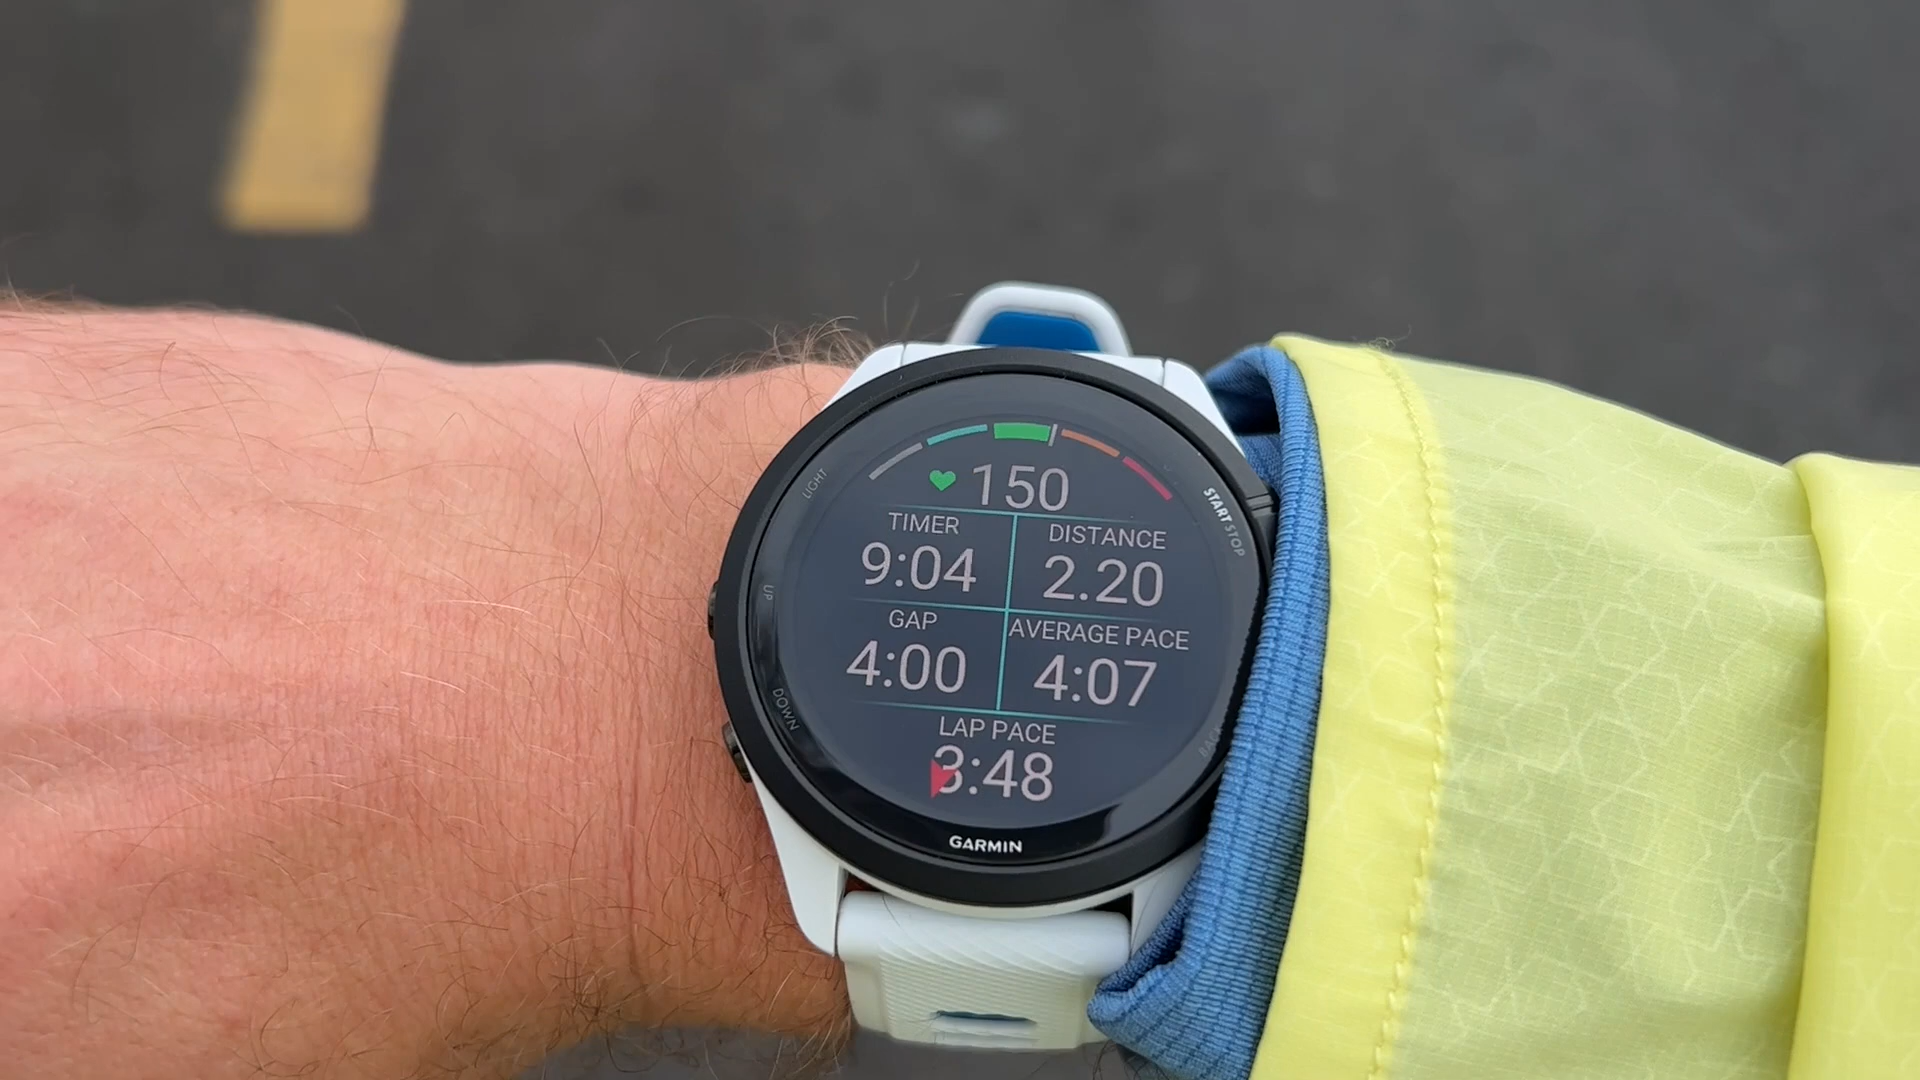 LIGHT
150
START STOP
TIMER
DISTANCE
9:04
2.20
UP
GAP
AVERAGE PACE
4:00
4:07
DOWN
LAP PACE
BACK
3:48
GARMIN